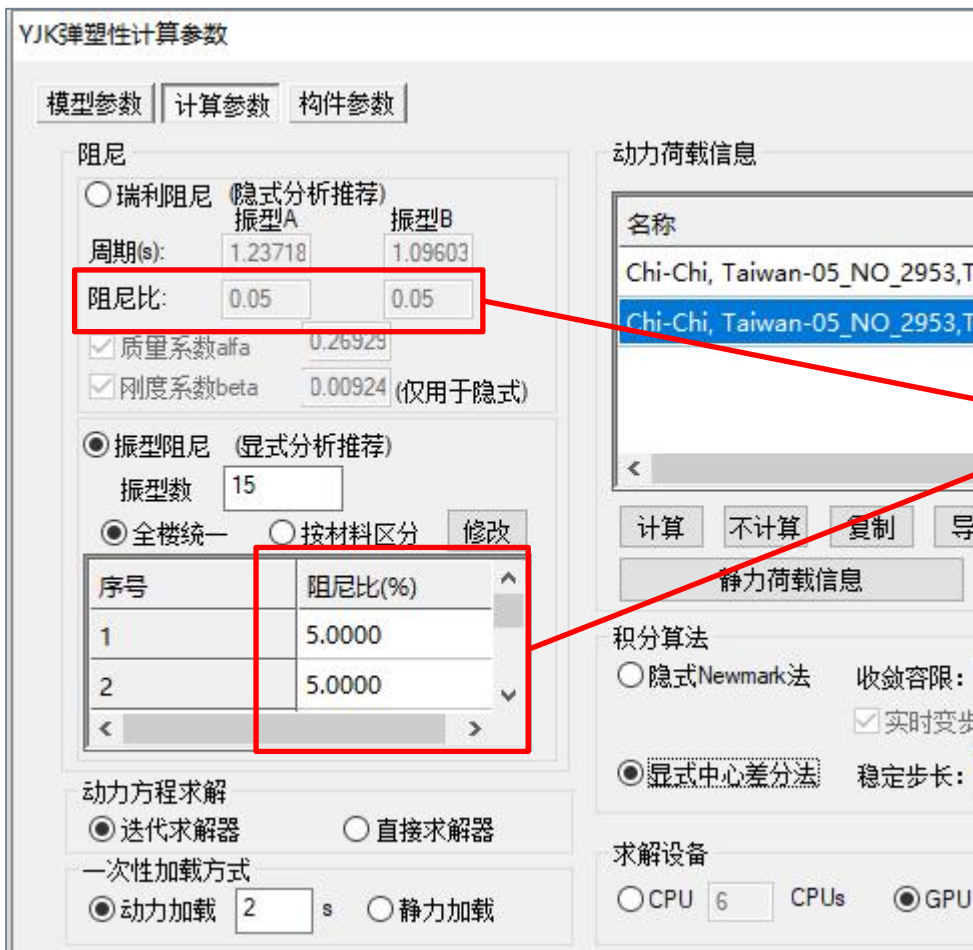 YJK弹塑性计算参数
模型参数 计算参数 构件参数
阻尼
瑞利阻尼 (隐式分析推荐)
振型A 振型B
周期(s): 1.23718 1.09603
阻尼比: 0.05 0.05
质量系数alfa 0.26929
刚度系数beta 0.00924 (仅用于隐式)
振型阻尼 (显式分析推荐)
振型数 15
全楼统一 按材料区分 修改
序号 阻尼比(%)
1 5.0000
2 5.0000
动力方程求解
迭代求解器 直接求解器
一次性加载方式
动力加载 2 s 静力加载
动力荷载信息
名称
Chi-Chi, Taiwan-05_NO_2953,T
Chi-Chi, Taiwan-05_NO_2953,T
计算 不计算 复制 导
静力荷载信息
积分算法
隐式Newmark法 收敛容限:
实时变步
显式中心差分法 稳定步长:
求解设备
CPU 6 CPUs GPU